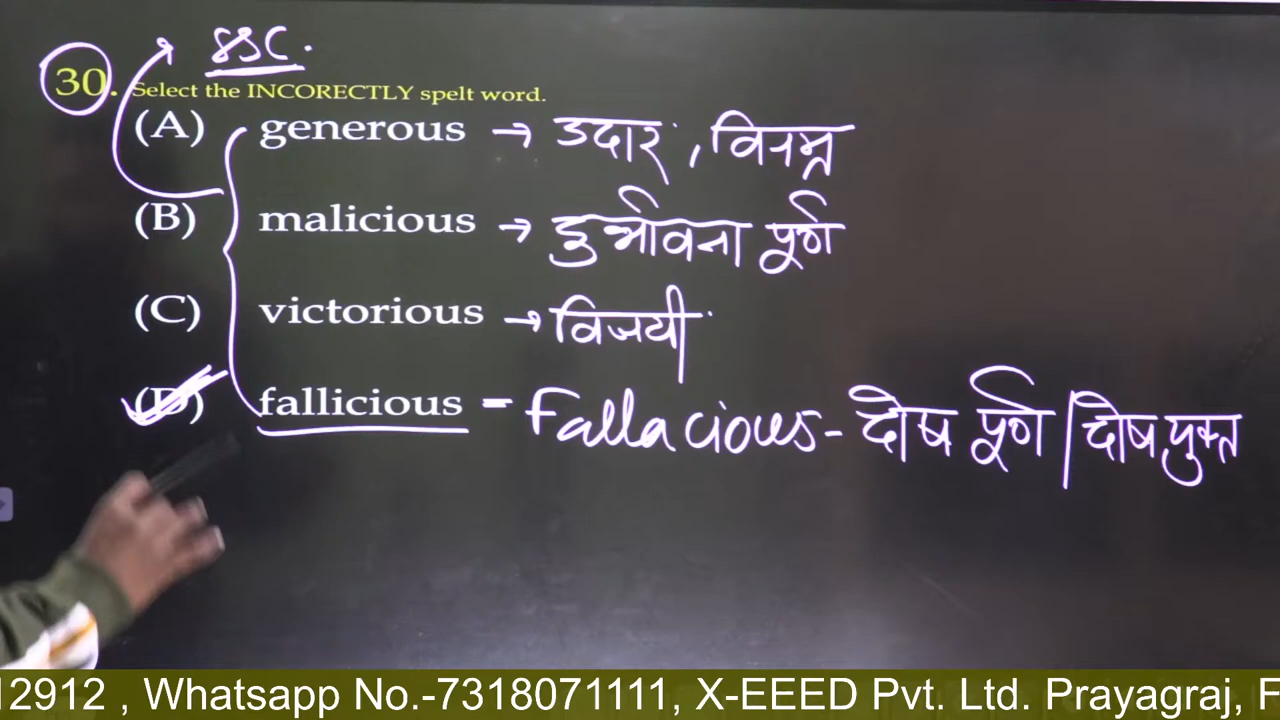 SSC.
30. Select the INCORECTLY spelt word.
(A) generous → उदार, विनम्र
(B) malicious → दुर्भावना पूर्ण
(C) victorious → विजयी
(D) fallicious = Fallacious - दोष पूर्ण | दोष युक्त
12912 , Whatsapp No.-7318071111, X-EEED Pvt. Ltd. Prayagraj, F